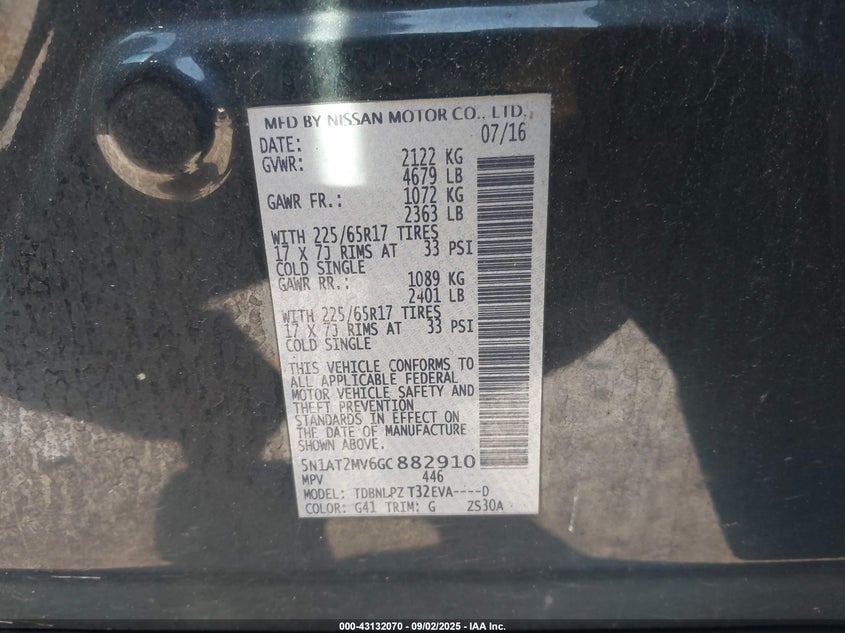 MFD BY NISSAN MOTOR CO., LTD.
DATE: 07/16
GVWR: 2122 KG
4679 LB
GAWR FR.: 1072 KG
2363 LB
WITH 225/65R17 TIRES
17 X 7J RIMS AT 33 PSI
COLD SINGLE
GAWR RR.: 1089 KG
2401 LB
WITH 225/65R17 TIRES
17 X 7J RIMS AT 33 PSI
COLD SINGLE
THIS VEHICLE CONFORMS TO
ALL APPLICABLE FEDERAL
MOTOR VEHICLE SAFETY AND
THEFT PREVENTION
STANDARDS IN EFFECT ON
THE DATE OF MANUFACTURE
SHOWN ABOVE.
5N1AT2MV6GC882910
MPV 446
MODEL: TDBNLPZ T32EVA----D
COLOR: G41 TRIM: G ZS30A
000-43132070 - 09/02/2025 - IAA Inc.